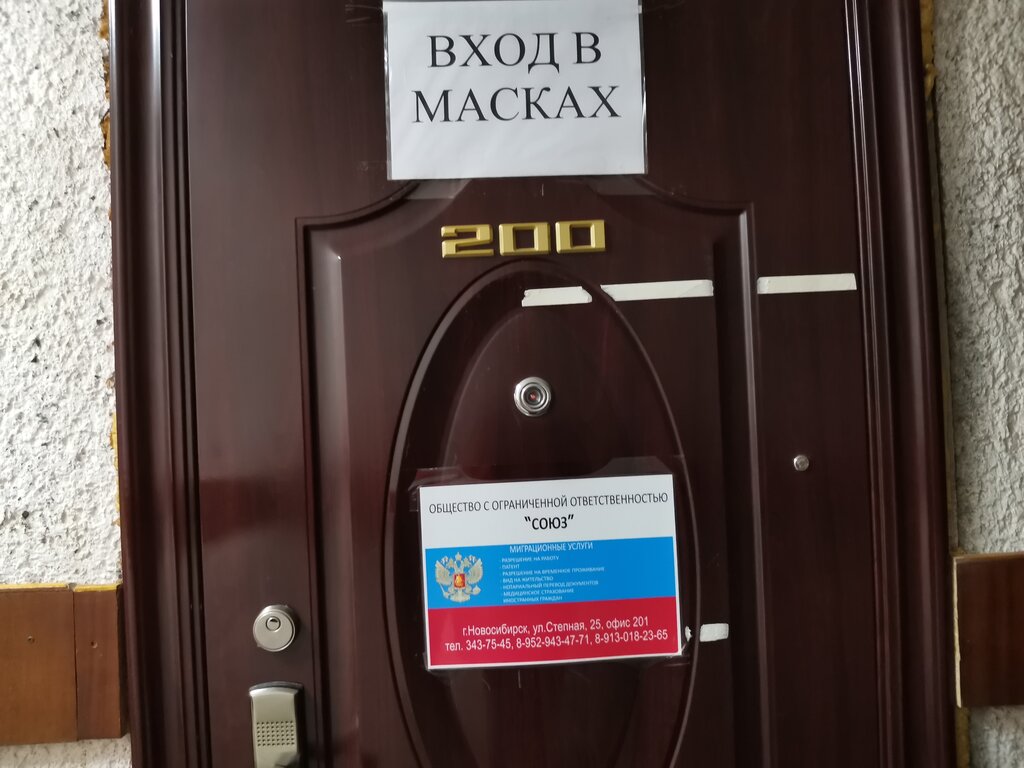 ВХОД В
МАСКАХ
200
ОБЩЕСТВО С ОГРАНИЧЕННОЙ ОТВЕТСТВЕННОСТЬЮ
"СОЮЗ"
МИГРАЦИОННЫЕ УСЛУГИ
- РАЗРЕШЕНИЕ НА РАБОТУ
- ПАТЕНТ
- РАЗРЕШЕНИЕ НА ВРЕМЕННОЕ ПРОЖИВАНИЕ
- ВИД НА ЖИТЕЛЬСТВО
- НОТАРИАЛЬНЫЙ ПЕРЕВОД ДОКУМЕНТОВ
- МЕДИЦИНСКОЕ СТРАХОВАНИЕ
ИНОСТРАННЫХ ГРАЖДАН
г.Новосибирск, ул.Степная, 25, офис 201
тел. 343-75-45, 8-952-943-47-71, 8-913-018-23-65